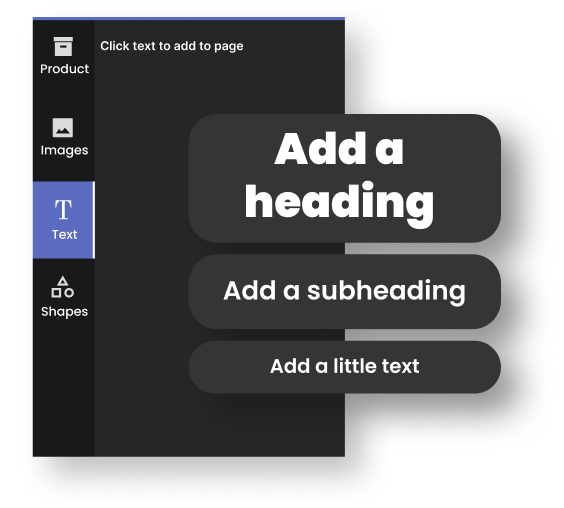 Product
Click text to add to page
Images
Add a
heading
T
Text
Add a subheading
Shapes
Add a little text